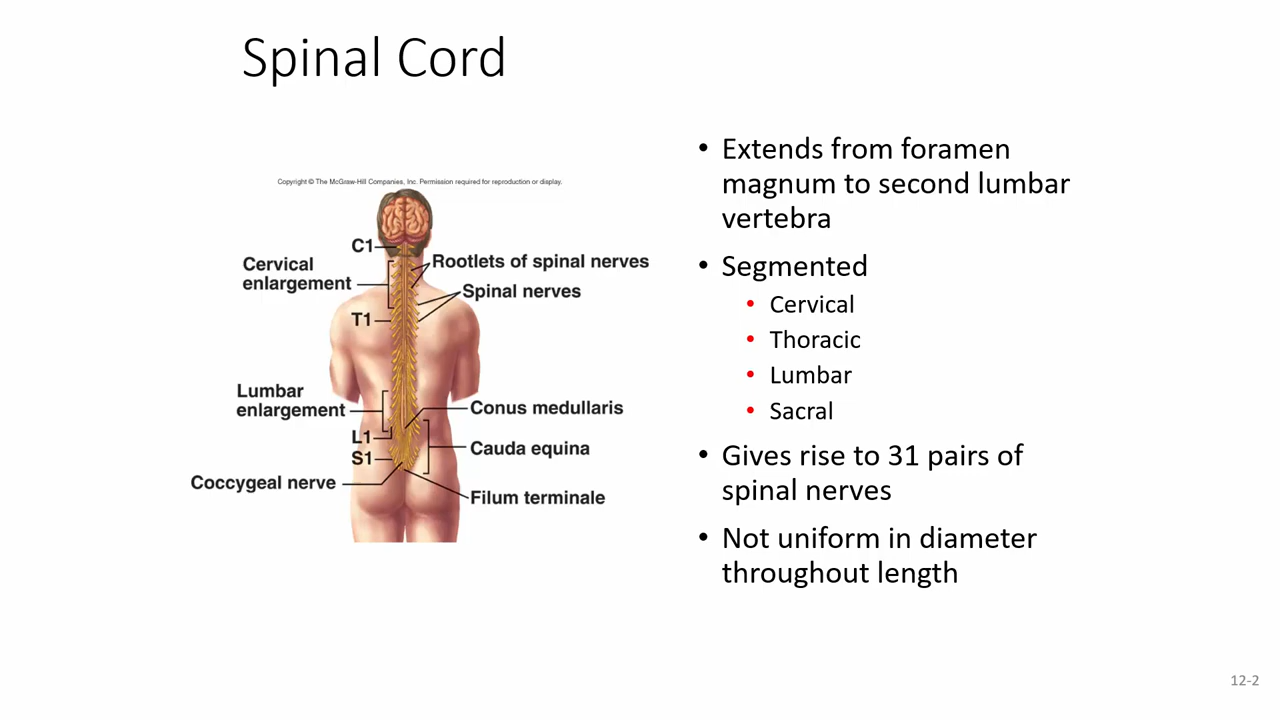 Spinal Cord
Copyright © The McGraw-Hill Companies, Inc. Permission required for reproduction or display.
C1
Cervical
enlargement
Rootlets of spinal nerves
Spinal nerves
T1
Lumbar
enlargement
Conus medullaris
L1
Cauda equina
S1
Coccygeal nerve
Filum terminale
• Extends from foramen
magnum to second lumbar
vertebra
• Segmented
• Cervical
• Thoracic
• Lumbar
• Sacral
• Gives rise to 31 pairs of
spinal nerves
• Not uniform in diameter
throughout length
12-2